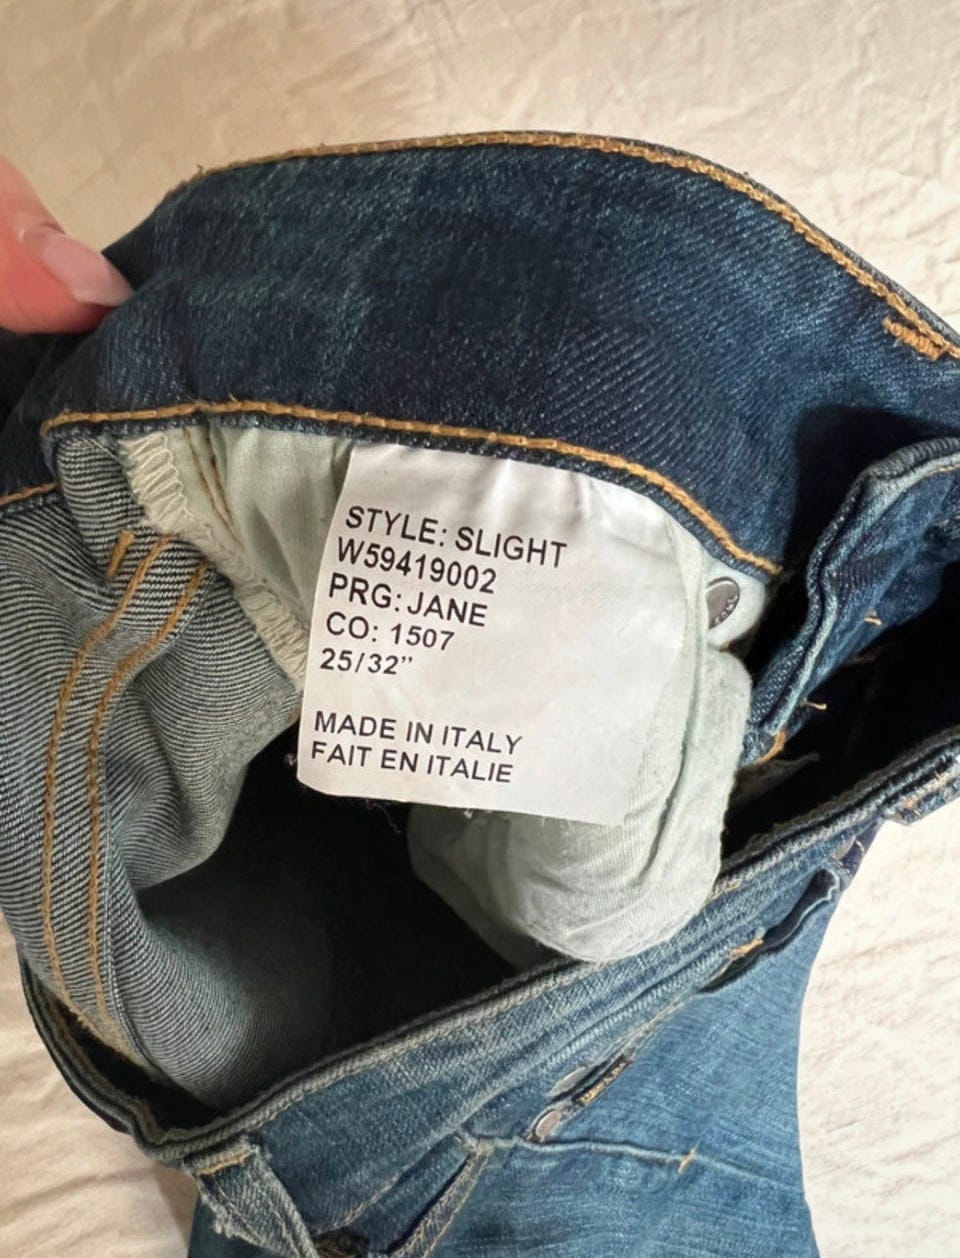 STYLE: SLIGHT
W59419002
PRG: JANE
CO: 1507
25/32”
MADE IN ITALY
FAIT EN ITALIE